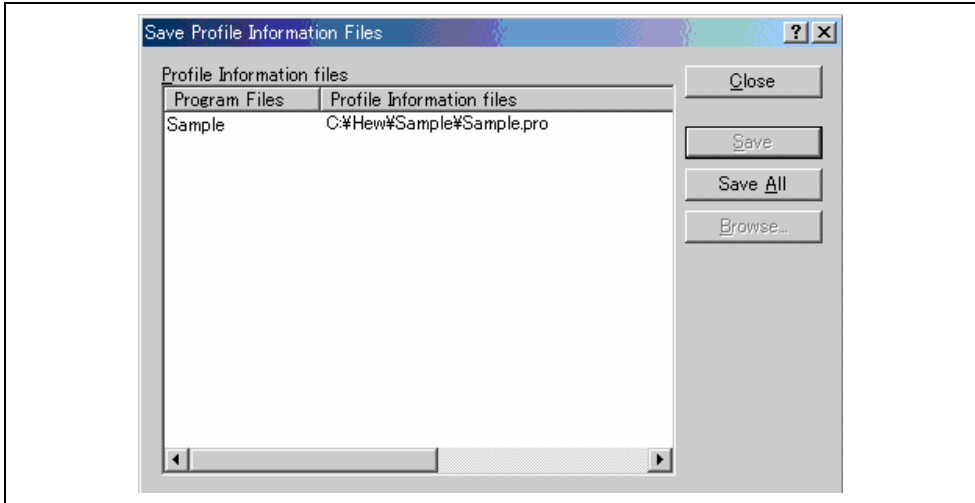 Save Profile Information Files
? X
Profile Information files
Program Files Profile Information files
Sample C:¥Hew¥Sample¥Sample.pro
Close
Save
Save All
Browse...